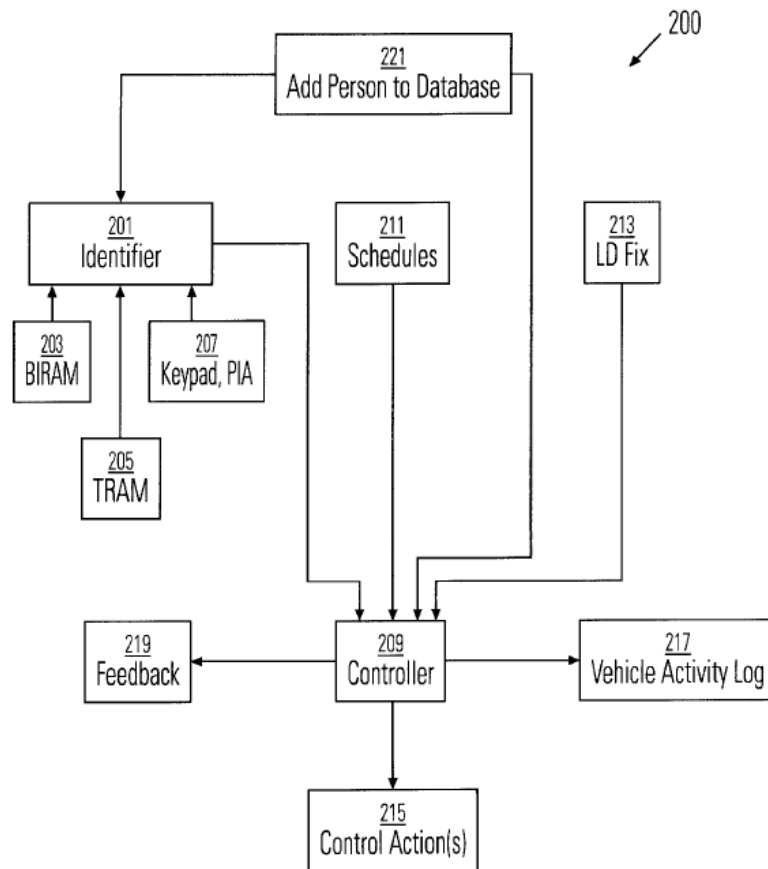 200
221
Add Person to Database
201
Identifier
211
Schedules
213
LD Fix
203
BIRAM
207
Keypad, PIA
205
TRAM
219
Feedback
209
Controller
217
Vehicle Activity Log
215
Control Action(s)